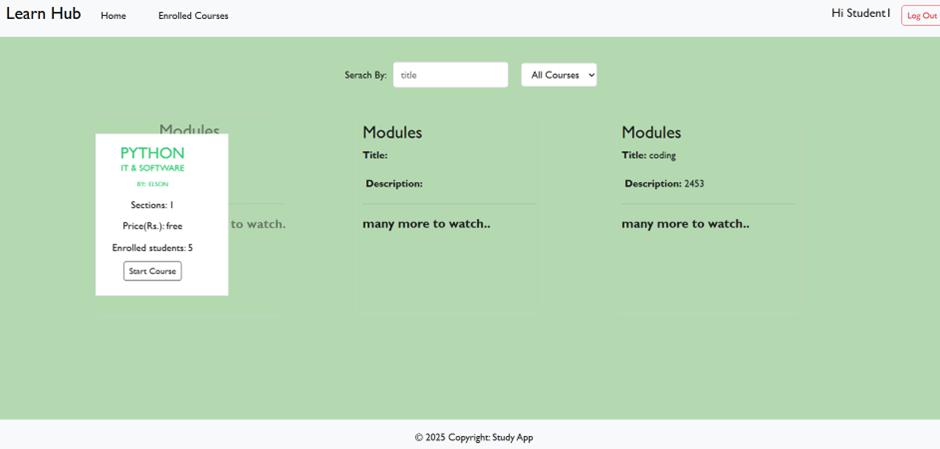 Learn Hub Home Enrolled Courses Hi Student1 Log Out
Serach By: title All Courses
Modules
PYTHON
IT & SOFTWARE
BY: ELSON
Sections: 1
Price(Rs.): free
to watch.
Enrolled students: 5
Start Course
Modules
Title:
Description:
many more to watch..
Modules
Title: coding
Description: 2453
many more to watch..
© 2025 Copyright: Study App